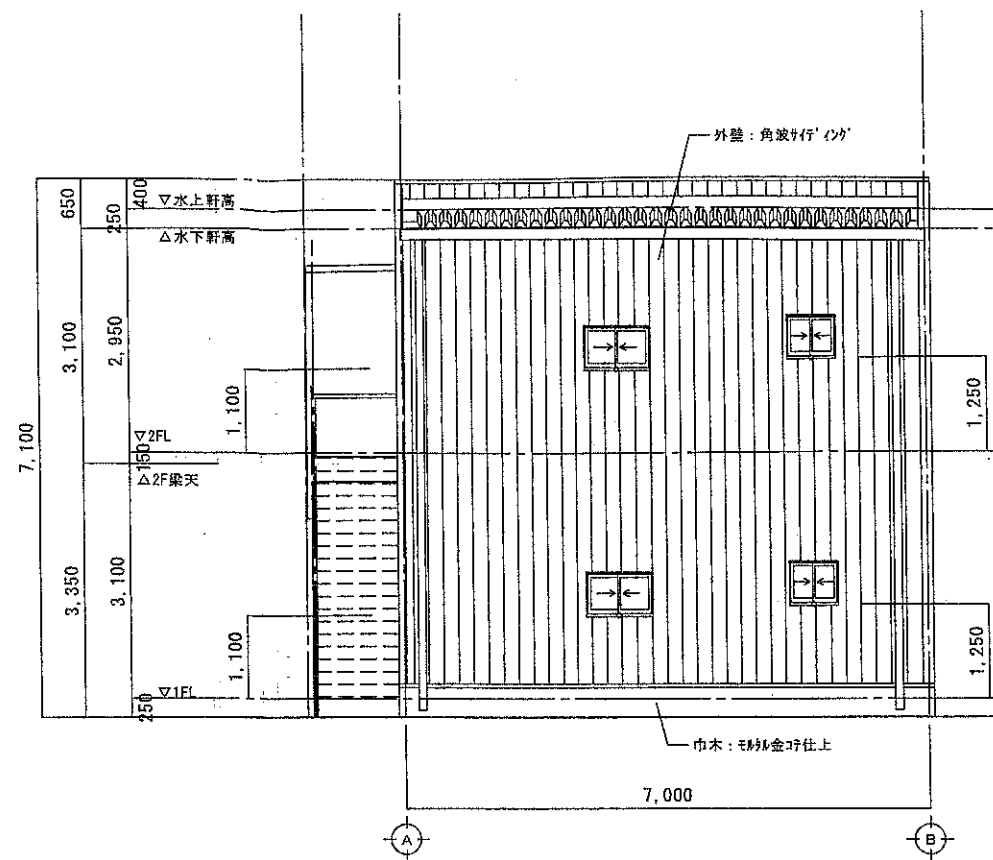 外壁：角波ｻｲﾃﾞｨﾝｸﾞ
650
400
▽水上軒高
250
△水下軒高
3,100
2,950
1,100
1,250
7,100
▽2FL
150
△2F梁天
3,350
3,100
1,100
1,250
▽1FL
250
巾木：ﾓﾙﾀﾙ金ｺﾃ仕上
7,000
A
B